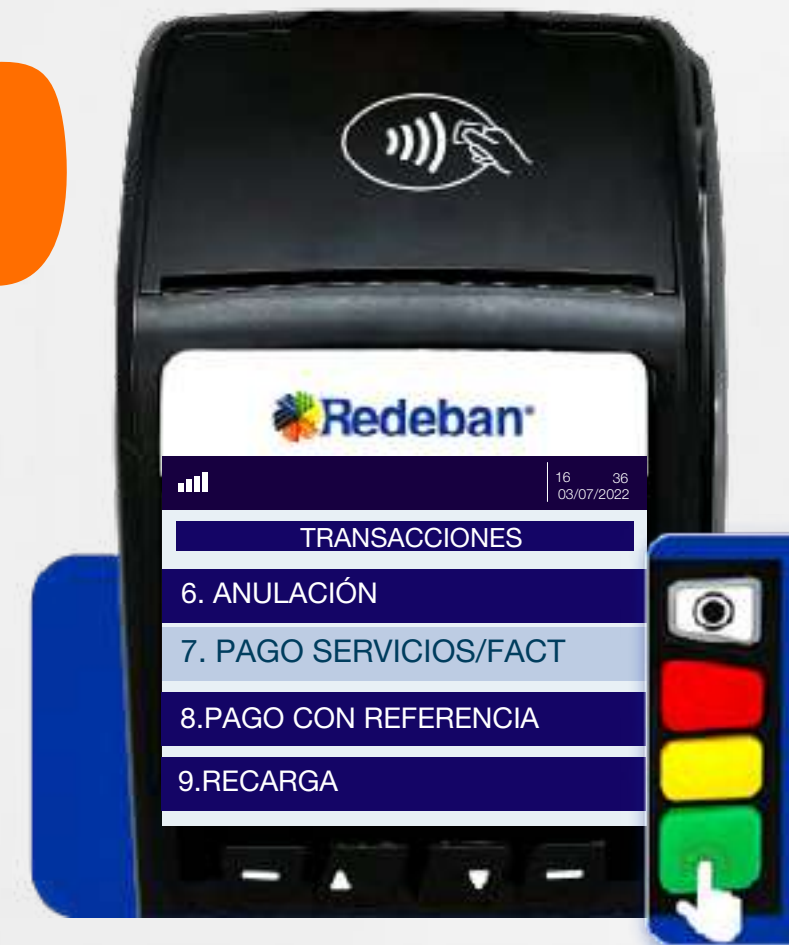 Redeban
16 36
03/07/2022
TRANSACCIONES
6. ANULACIÓN
7. PAGO SERVICIOS/FACT
8.PAGO CON REFERENCIA
9.RECARGA